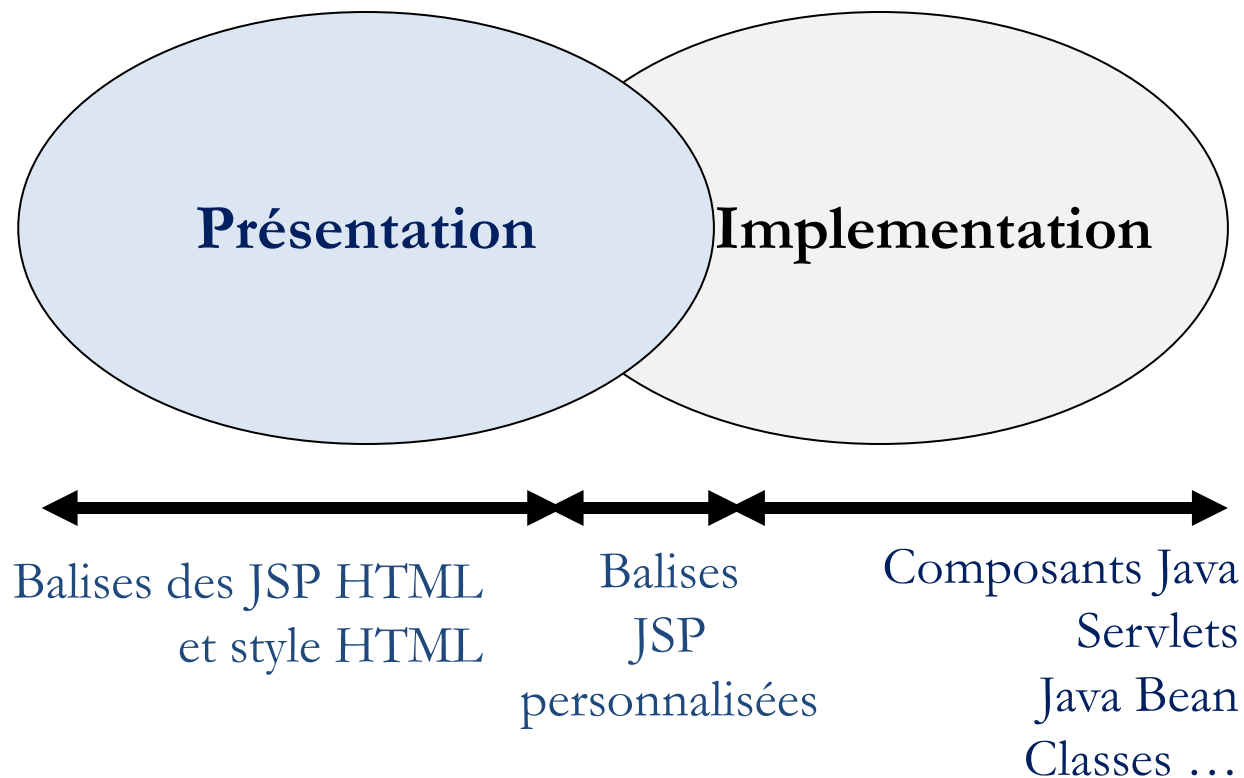 Présentation
Implementation
Balises des JSP HTML
et style HTML
Balises
JSP
personnalisées
Composants Java
Servlets
Java Bean
Classes …